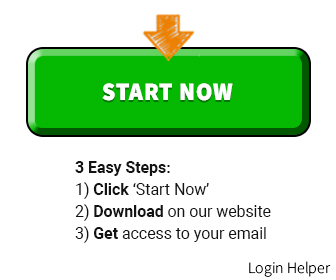 START NOW
3 Easy Steps:
1) Click ‘Start Now’
2) Download on our website
3) Get access to your email
Login Helper